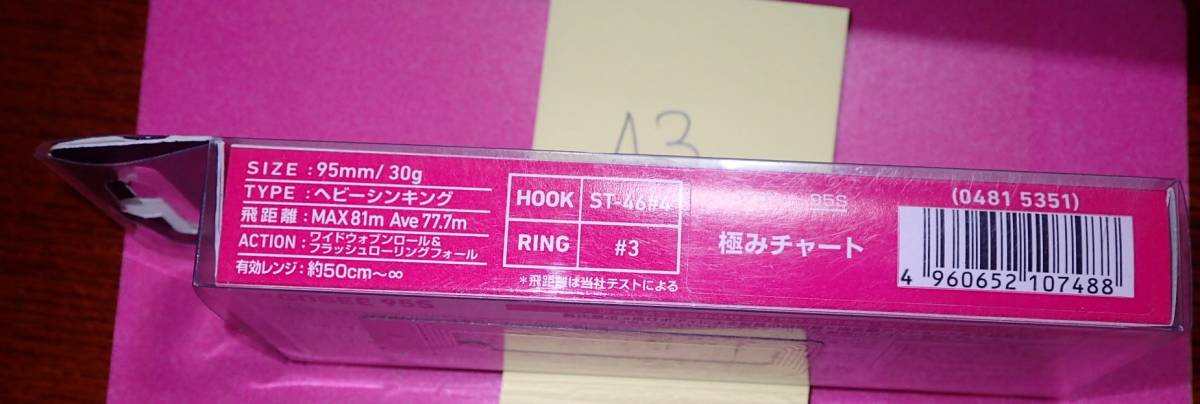 A3
SIZE : 95mm/ 30g
TYPE : ヘビーシンキング
飛距離 : MAX 81m Ave 77.7m
ACTION : ワイドウォブンロール&
フラッシュローリングフォール
有効レンジ : 約50cm~∞
HOOK ST-46#4
RING #3
*飛距離は当社テストによる
95S
極みチャート
(0481 5351)
4 960652 107488
95S